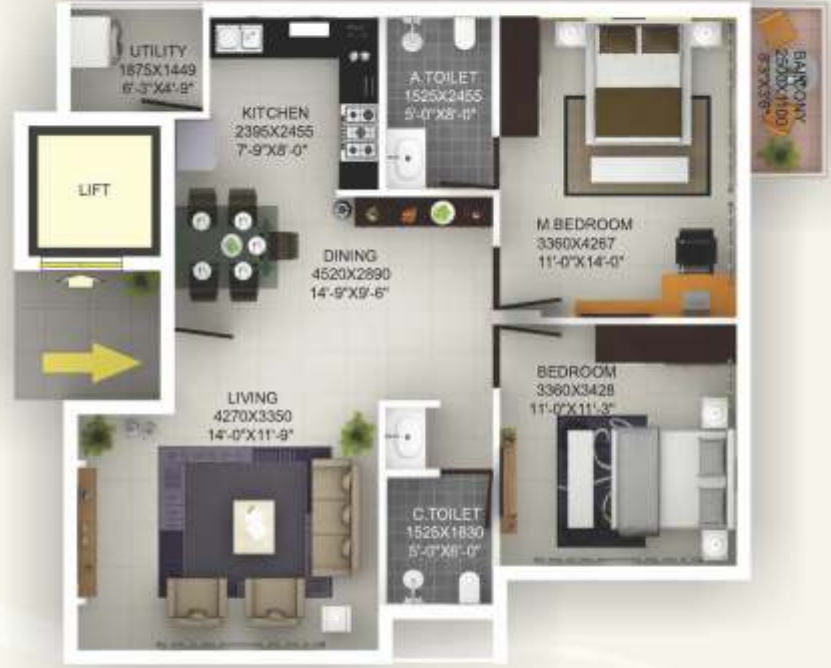 UTILITY
1875X1449
6'-3"X4'-9"
KITCHEN
2395X2455
7'-9"X8'-0"
A.TOILET
1525X2455
5'-0"X8'-0"
BALCONY
2500X1100
LIFT
M.BEDROOM
3360X4267
11'-0"X14'-0"
DINING
4520X2890
14'-9"X9'-6"
BEDROOM
3360X3428
11'-0"X11'-3"
LIVING
4270X3350
14'-0"X11'-9"
C.TOILET
1525X1830
5'-0"X6'-0"